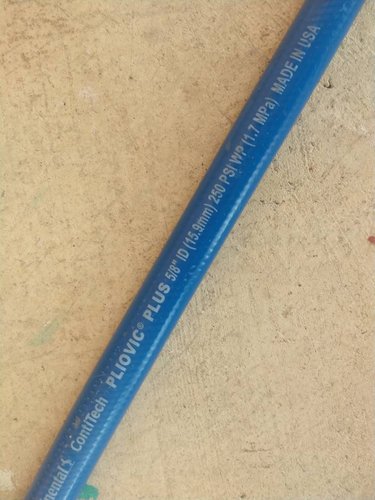 ContiTech PLIOVIC® PLUS 5/8" ID (15.9mm) 250 PSI WP (1.7 MPa) MADE IN USA